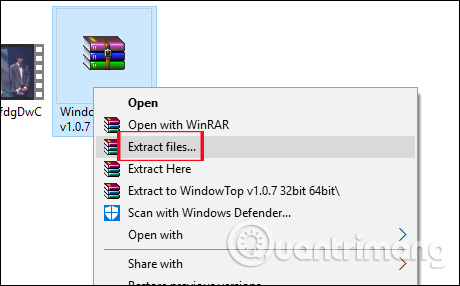 fdgDwC
Window
v1.0.7
Open
Open with WinRAR
Extract files...
Extract Here
Extract to WindowTop v1.0.7 32bit 64bit\
Scan with Windows Defender...
Open with
Quantrimang
Share with
Restore previous versions